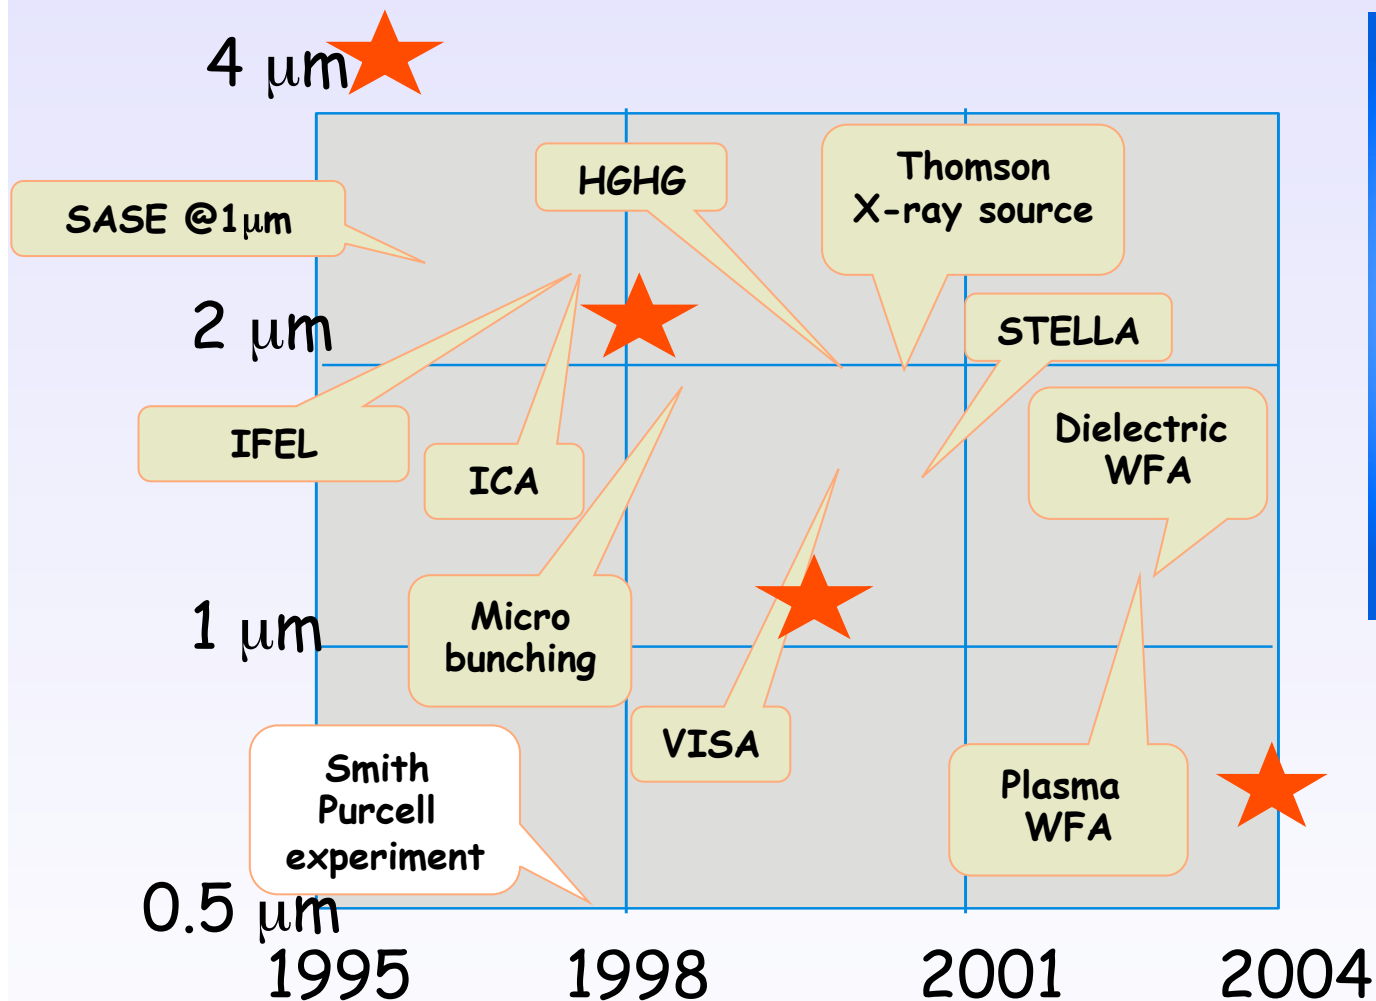 4 μm
HGHG
Thomson
X-ray source
SASE @1μm
2 μm
STELLA
IFEL
ICA
Dielectric
WFA
1 μm
Micro
bunching
VISA
Smith
Purcell
experiment
Plasma
WFA
0.5 μm
1995
1998
2001
2004